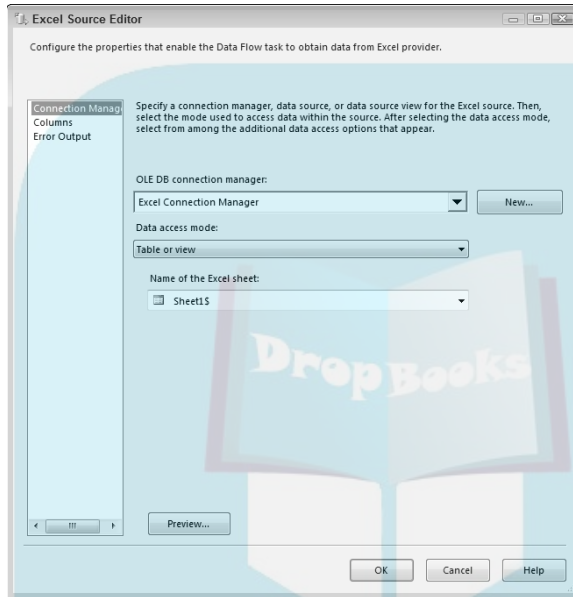 Excel Source Editor
Configure the properties that enable the Data Flow task to obtain data from Excel provider.
Connection Manag
Columns
Error Output
Specify a connection manager, data source, or data source view for the Excel source. Then,
select the mode used to access data within the source. After selecting the data access mode,
select from among the additional data access options that appear.
OLE DB connection manager:
Excel Connection Manager
New...
Data access mode:
Table or view
Name of the Excel sheet:
Sheet1$
DropBooks
Preview...
OK
Cancel
Help